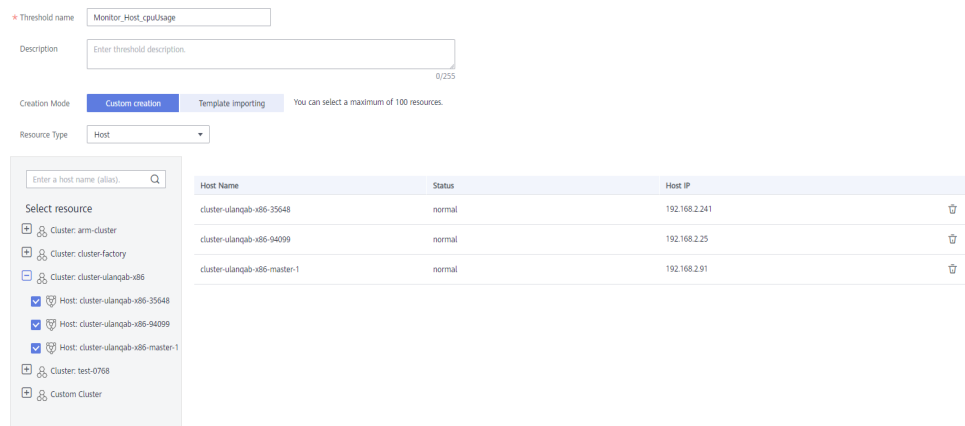 * Threshold name Monitor_Host_cpuUsage
Description Enter threshold description.
0/255
Creation Mode Custom creation Template importing You can select a maximum of 100 resources.
Resource Type Host
Enter a host name (alias).
Select resource
Cluster: arm-cluster
Cluster: cluster-factory
Cluster: cluster-ulanqab-x86
Host: cluster-ulanqab-x86-35648
Host: cluster-ulanqab-x86-94099
Host: cluster-ulanqab-x86-master-1
Cluster: test-0768
Custom Cluster
Host Name Status Host IP
cluster-ulanqab-x86-35648 normal 192.168.2.241
cluster-ulanqab-x86-94099 normal 192.168.2.25
cluster-ulanqab-x86-master-1 normal 192.168.2.91